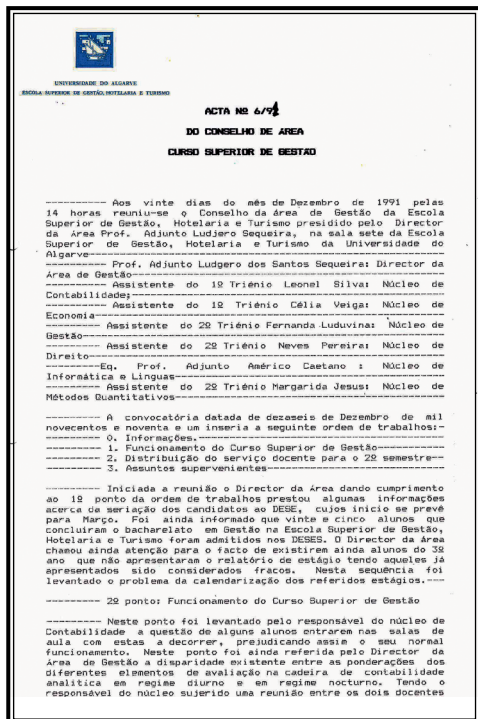 UNIVERSIDADE DO ALGARVE
ESCOLA SUPERIOR DE GESTÃO, HOTELARIA E TURISMO
ACTA Nº 6/91
DO CONSELHO DE ÁREA
CURSO SUPERIOR DE GESTÃO
---------- Aos vinte dias do mês de Dezembro de 1991 pelas
14 horas reuniu-se o Conselho da área de Gestão da Escola
Superior de Gestão, Hotelaria e Turismo presidido pelo Director
da Área Prof. Adjunto Ludjero Sequeira, na sala sete da Escola
Superior de Gestão, Hotelaria e Turismo da Universidade do
Algarve----------------------------------------------------
---------- Prof. Adjunto Ludgero dos Santos Sequeira: Director da
Área de Gestão---------------------------------------------
---------- Assistente do 1º Triénio Leonel Silva: Núcleo de
Contabilidade;---------------------------------------------
---------- Assistente do 1º Triénio Célia Veiga: Núcleo de
Economia---------------------------------------------------
---------- Assistente do 2º Triénio Fernanda Luduvina: Núcleo de
Gestão-----------------------------------------------------
---------- Assistente do 2º Triénio Neves Pereira: Núcleo de
Direito----------------------------------------------------
----------Eq. Prof. Adjunto Américo Caetano : Núcleo de
Informática e Linguas--------------------------------------
---------- Assistente do 2º Triénio Margarida Jesus: Núcleo de
Métodos Quantitativos--------------------------------------
---------- A convocatória datada de dezaseis de Dezembro de mil
novecentos e noventa e um inseria a seguinte ordem de trabalhos:-
---------- 0. Informações.---------------------------------
---------- 1. Funcionamento do Curso Superior de Gestão----
---------- 2. Distribuição do serviço docente para o 2º semestre--
---------- 3. Assuntos supervenientes----------------------
---------- Iniciada a reunião o Director da Área dando cumprimento
ao 1º ponto da ordem de trabalhos prestou algumas informações
acerca da seriação dos candidatos ao DESE, cujos inicio se prevê
para Março. Foi ainda informado que vinte e cinco alunos que
concluiram o bacharelato em Gestão na Escola Superior de Gestão,
Hotelaria e Turismo foram admitidos nos DESES. O Director da Área
chamou ainda atenção para o facto de existirem ainda alunos do 3º
ano que não apresentaram o relatório de estágio tendo aqueles já
apresentados sido considerados fracos. Nesta sequência foi
levantado o problema da calendarização dos referidos estágios.---
---------- 2º ponto: Funcionamento do Curso Superior de Gestão
---------- Neste ponto foi levantado pelo responsável do núcleo de
Contabilidade a questão de alguns alunos entrarem nas salas de
aula com estas a decorrer, prejudicando assim o seu normal
funcionamento. Neste ponto foi ainda referida pelo Director da
Área de Gestão a disparidade existente entre as ponderações dos
diferentes elementos de avaliação na cadeira de contabilidade
analitica em regime diurno e em regime nocturno. Tendo o
responsável do núcleo sujerido uma reunião entre os dois docentes